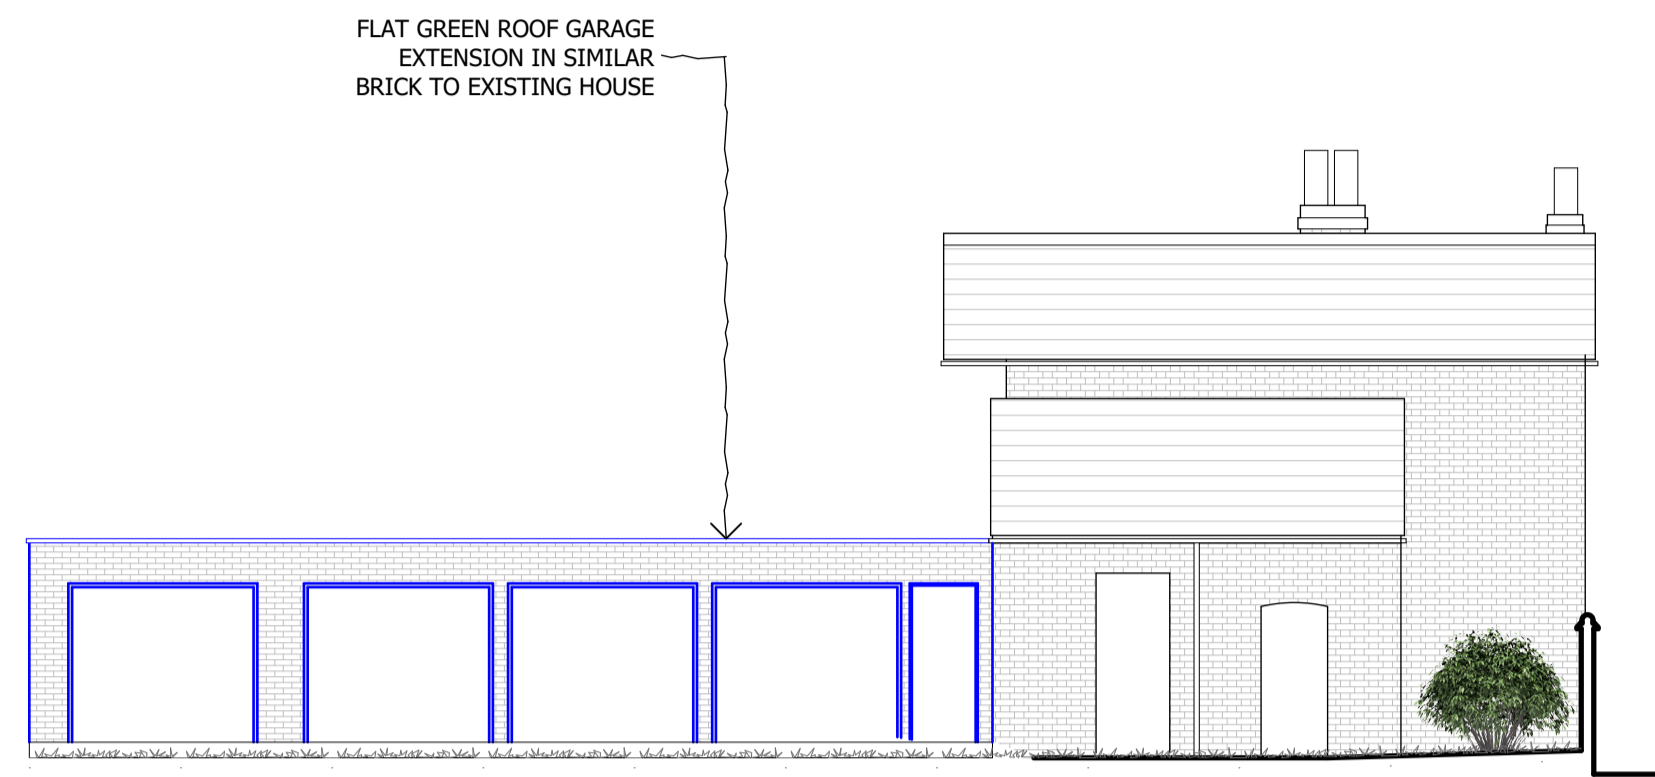 FLAT GREEN ROOF GARAGE
EXTENSION IN SIMILAR
BRICK TO EXISTING HOUSE